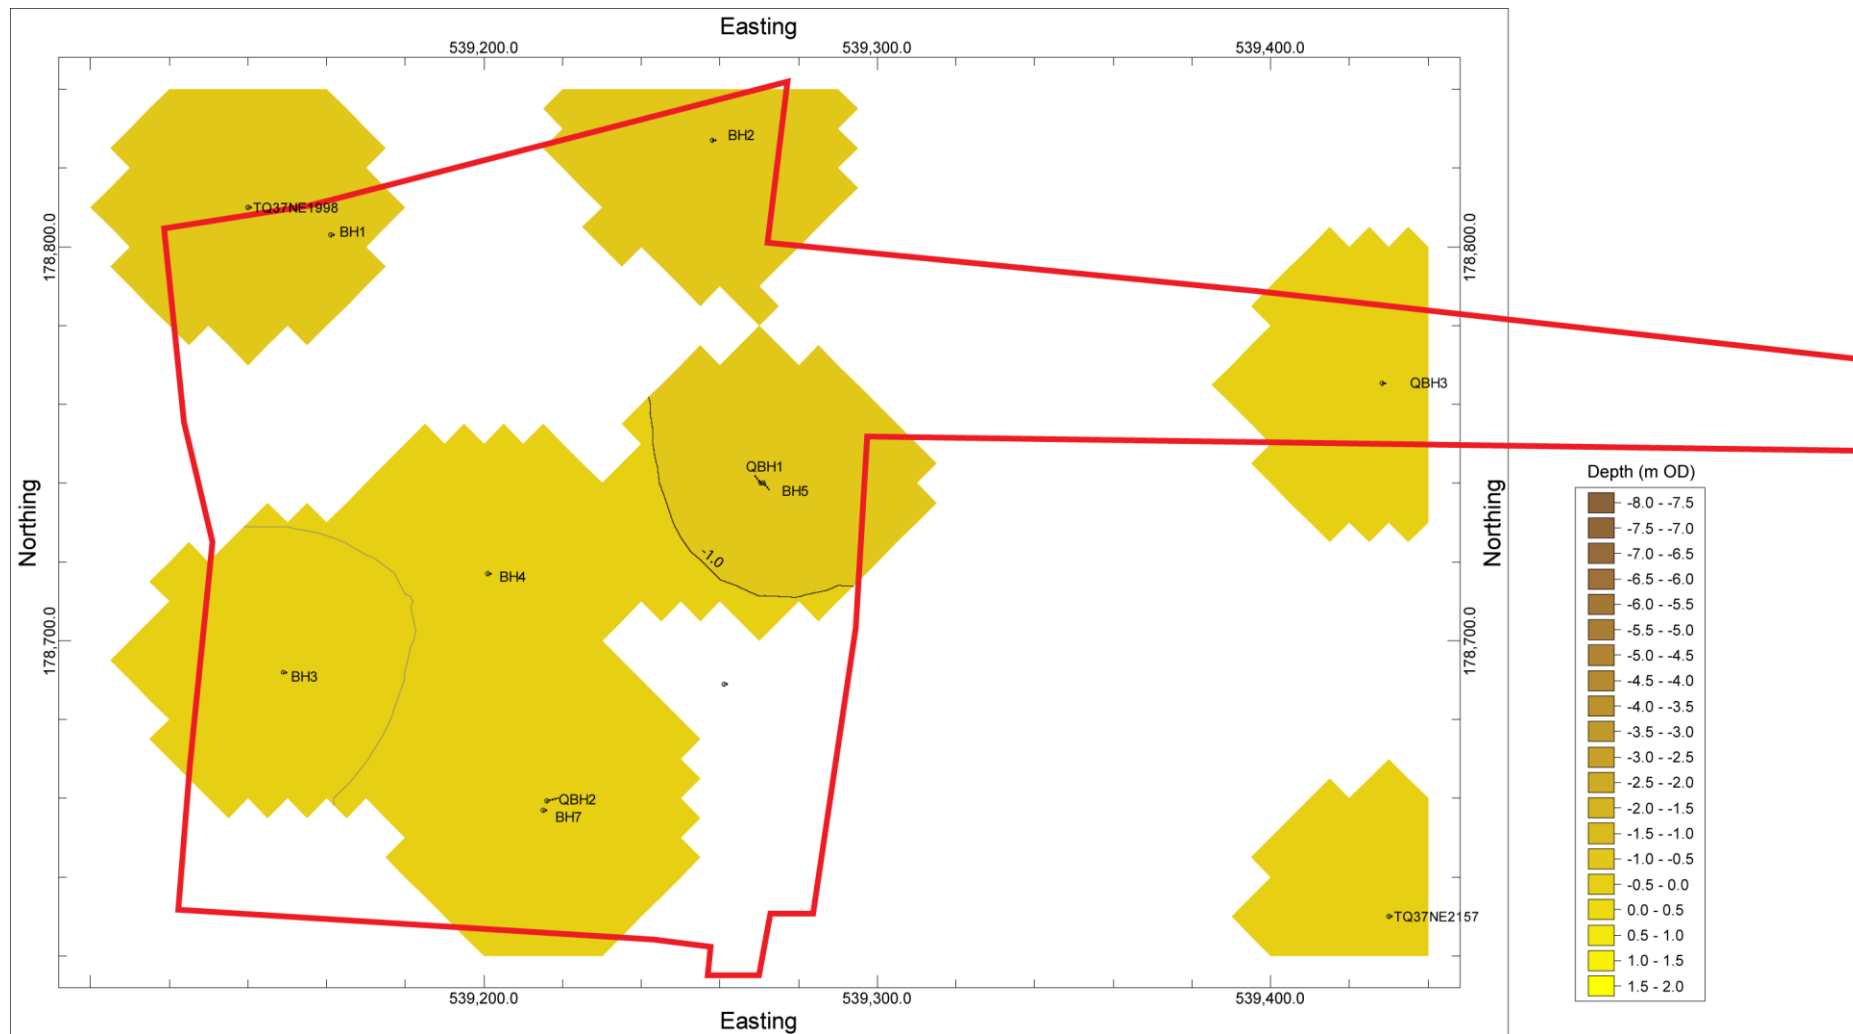 Easting
539,200.0 539,300.0 539,400.0
BH2
TQ37NE1998
BH1
178,800.0
178,800.0
QBH3
QBH1
BH5
-1.0
Northing
Northing
BH4
178,700.0
178,700.0
BH3
QBH2
BH7
TQ37NE2157
539,200.0 539,300.0 539,400.0
Easting
Depth (m OD)
-8.0 - -7.5
-7.5 - -7.0
-7.0 - -6.5
-6.5 - -6.0
-6.0 - -5.5
-5.5 - -5.0
-5.0 - -4.5
-4.5 - -4.0
-4.0 - -3.5
-3.5 - -3.0
-3.0 - -2.5
-2.5 - -2.0
-2.0 - -1.5
-1.5 - -1.0
-1.0 - -0.5
-0.5 - 0.0
0.0 - 0.5
0.5 - 1.0
1.0 - 1.5
1.5 - 2.0